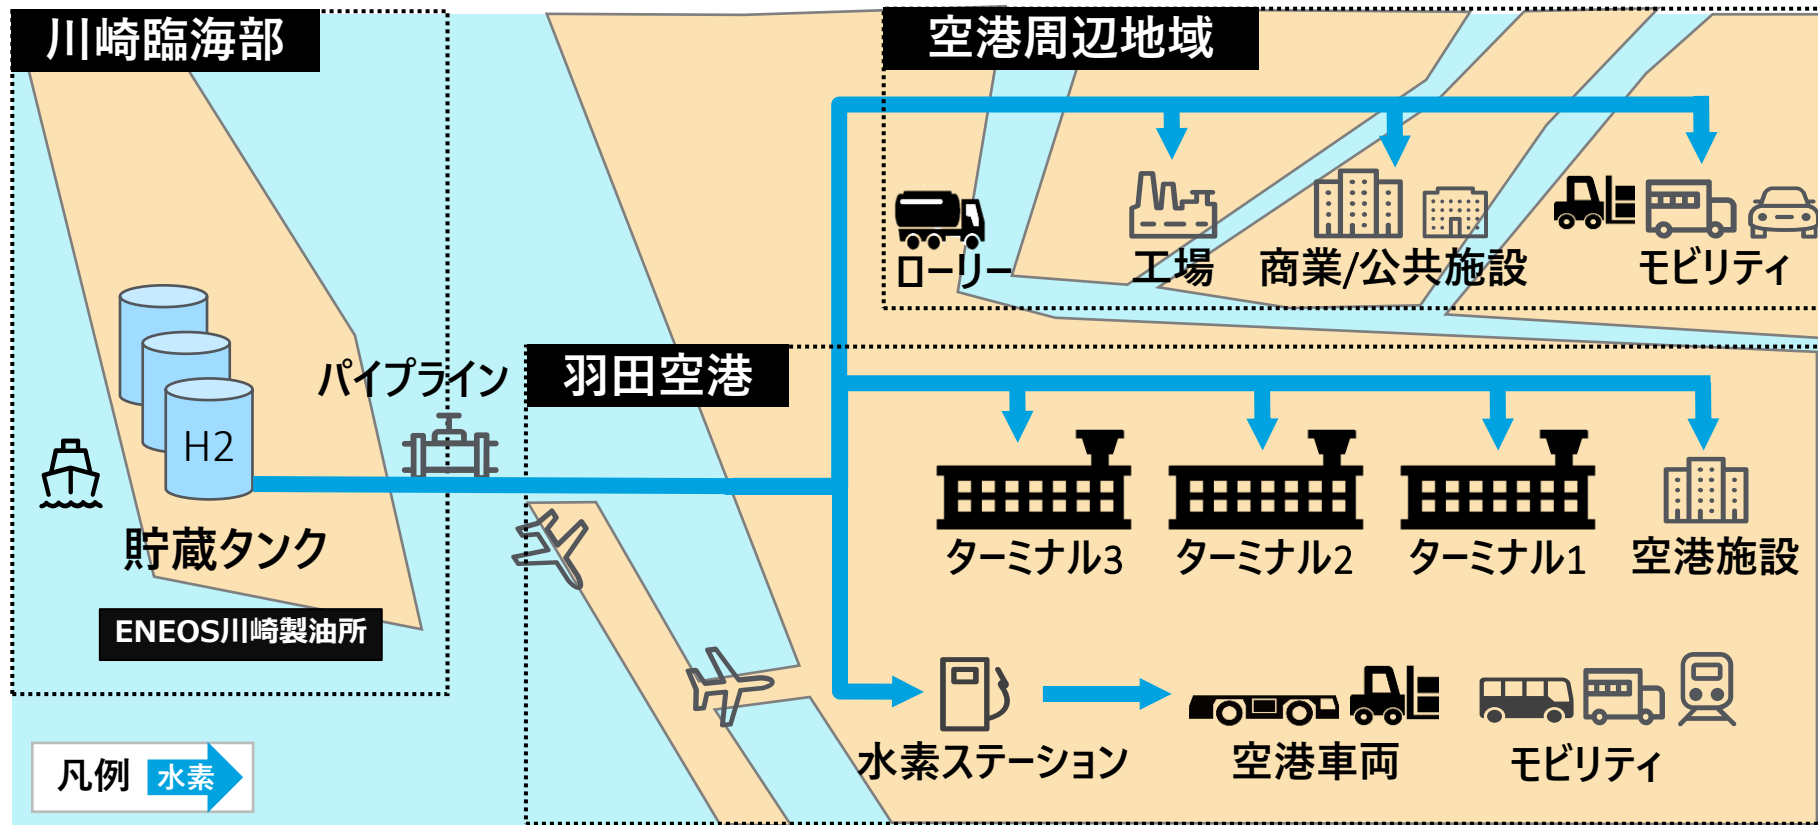 川崎臨海部
空港周辺地域
ローリー
工場
商業/公共施設
モビリティ
パイプライン
羽田空港
H2
貯蔵タンク
ENEOS川崎製油所
ターミナル3
ターミナル2
ターミナル1
空港施設
水素ステーション
空港車両
モビリティ
凡例
水素